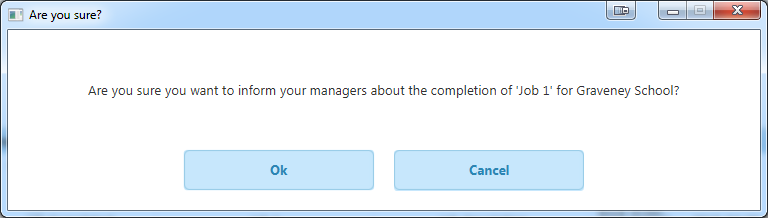 Are you sure?
Are you sure you want to inform your managers about the completion of 'Job 1' for Graveney School?
Ok
Cancel